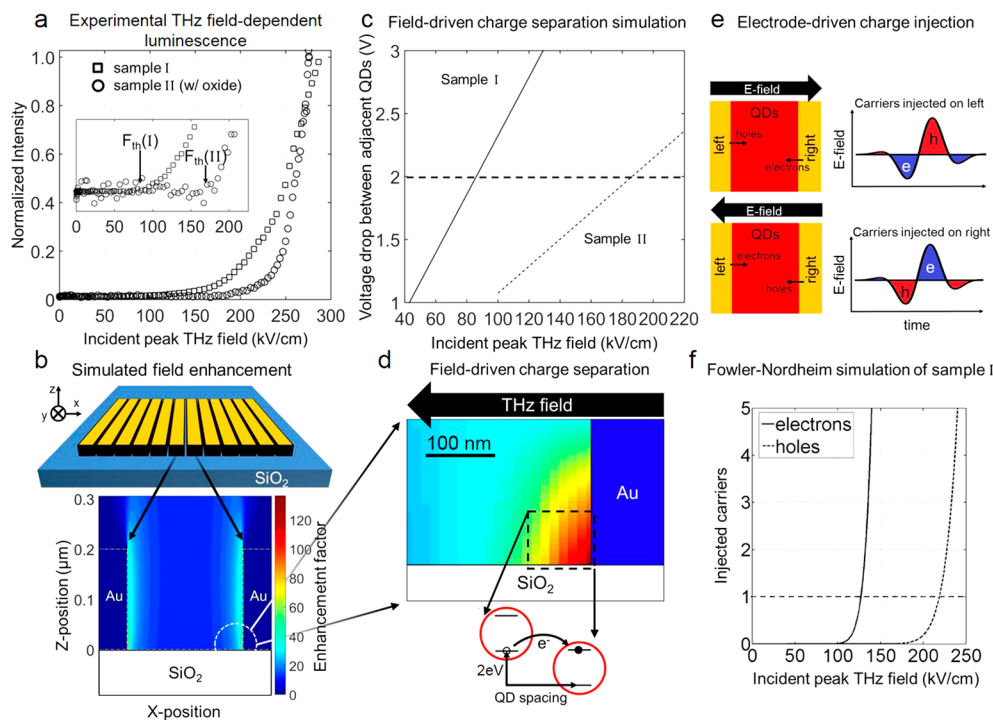 a Experimental THz field-dependent
luminescence
sample I
sample II (w/ oxide)
Fth(I)
Fth(II)
0 50 100 150 200
1.0
0.8
0.6
0.4
0.2
0
Normalized Intensity
0 50 100 150 200 250 300
Incident peak THz field (kV/cm)
b Simulated field enhancement
z
y
x
SiO2
0.3
0.2
0.1
0
Z-position (μm)
Au
Au
SiO2
X-position
120
100
80
60
40
20
0
Enhancemetnt factor
c Field-driven charge separation simulation
Voltage drop between adjacent QDs (V)
3
2.5
2
1.5
1
Sample I
Sample II
40 60 80 100 120 140 160 180 200 220
Incident peak THz field (kV/cm)
d Field-driven charge separation
THz field
100 nm
Au
SiO2
e-
2eV
QD spacing
e Electrode-driven charge injection
E-field
QDs
left
holes
electrons
right
Carriers injected on left
E-field
h
e
E-field
QDs
left
electrons
holes
right
Carriers injected on right
E-field
e
h
time
f Fowler-Nordheim simulation of sample I
electrons
holes
5
4
3
2
1
0
Injected carriers
0 50 100 150 200 250
Incident peak THz field (kV/cm)